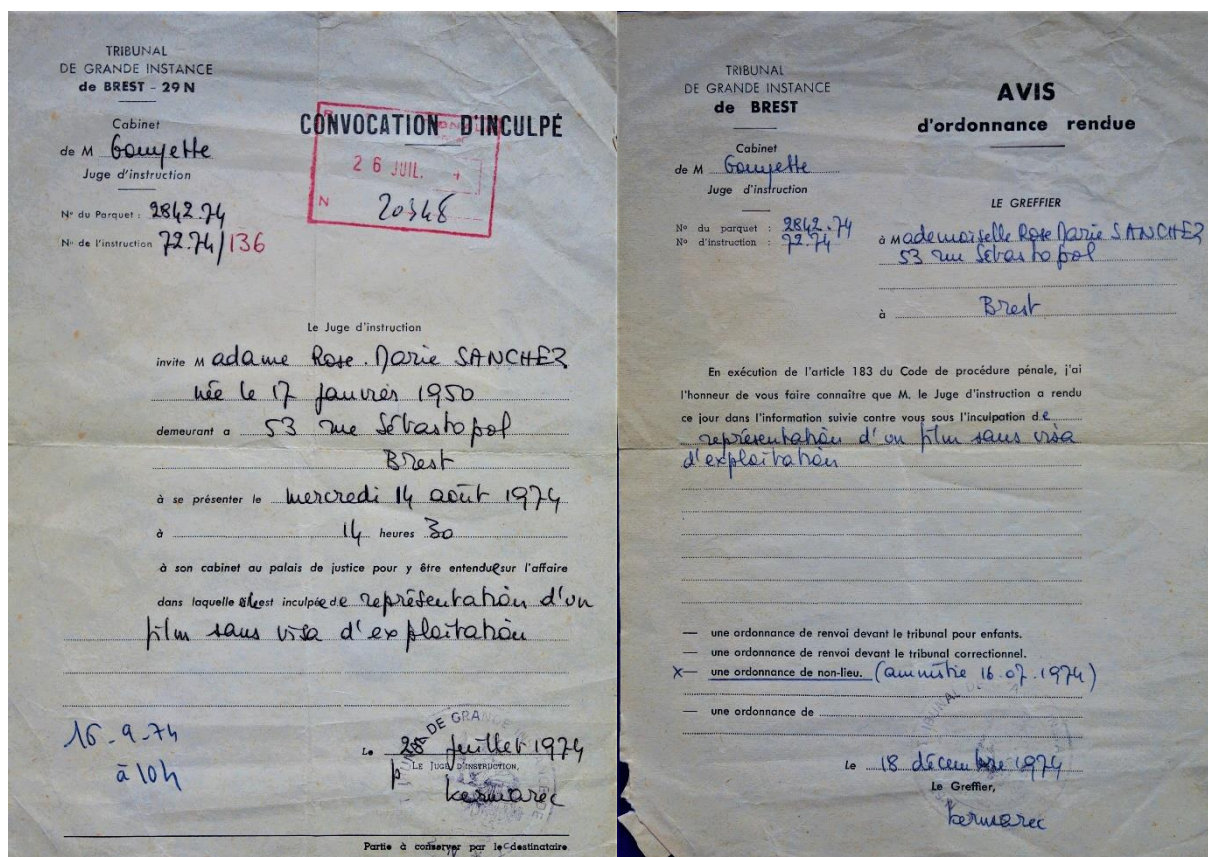 TRIBUNAL
DE GRANDE INSTANCE
de BREST - 29 N
Cabinet
de M Gouyette
Juge d'instruction
N° du Parquet : 2842.74
N° de l'instruction 72.74/136
CONVOCATION D'INCULPÉ
26 JUIL.
N 20348
Le Juge d'instruction
invite M adame Rose. Marie SANCHEZ
née le 17 janvier 1950
demeurant a 53 rue Sébastopol
Brest
à se présenter le mercredi 14 août 1974
à 14 heures 30
à son cabinet au palais de justice pour y être entendue sur l'affaire
dans laquelle elle est inculpée de représentation d'un
film sans visa d'exploitation
16-9-74
à 10h
Le 26 Juillet 1974
p LE JUGE D'INSTRUCTION,
Kermarec
Partie à conserver par le destinataire
TRIBUNAL
DE GRANDE INSTANCE
de BREST
Cabinet
de M Gouyette
Juge d'instruction
N° du parquet : 2842.74
N° d'instruction : 72.74
AVIS
d'ordonnance rendue
LE GREFFIER
à Mademoiselle Rose Marie SANCHEZ
53 rue Sébastopol
à Brest
En exécution de l'article 183 du Code de procédure pénale, j'ai
l'honneur de vous faire connaître que M. le Juge d'instruction a rendu
ce jour dans l'information suivie contre vous sous l'inculpation de
représentation d'un film sans visa
d'exploitation
— une ordonnance de renvoi devant le tribunal pour enfants.
— une ordonnance de renvoi devant le tribunal correctionnel.
x— une ordonnance de non-lieu. (amnistie 16.07.1974)
— une ordonnance de
Le 18 décembre 1974
Le Greffier,
Kermarec